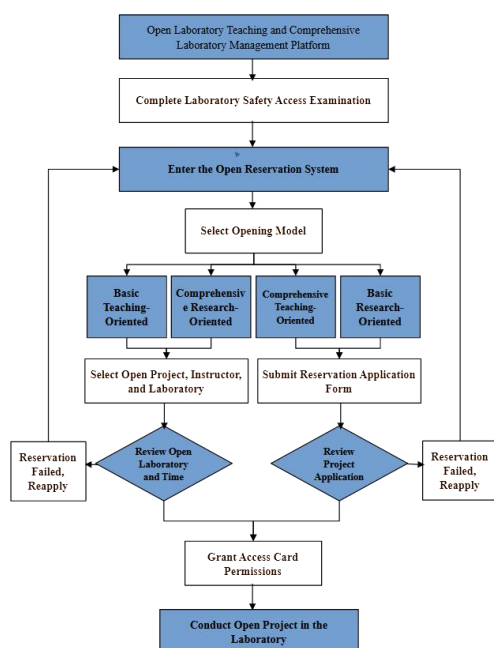 Open Laboratory Teaching and Comprehensive
Laboratory Management Platform
Complete Laboratory Safety Access Examination
Enter the Open Reservation System
Select Opening Model
Basic
Teaching-
Oriented
Comprehensiv
e Research-
Oriented
Comprehensive
Teaching-
Oriented
Basic
Research-
Oriented
Select Open Project, Instructor,
and Laboratory
Submit Reservation Application
Form
Reservation
Failed,
Reapply
Review Open
Laboratory
and Time
Review
Project
Application
Reservation
Failed,
Reapply
Grant Access Card
Permissions
Conduct Open Project in the
Laboratory